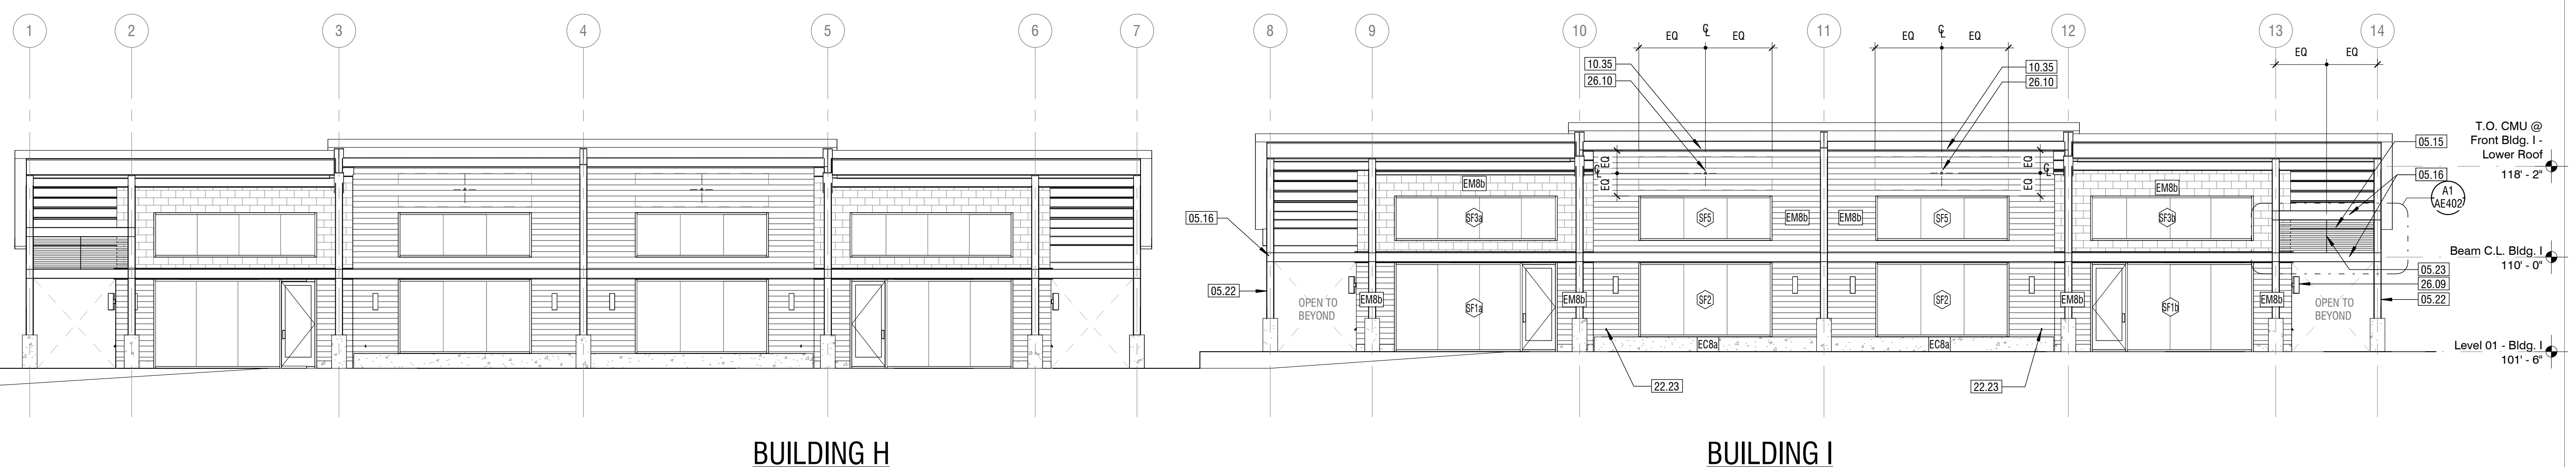 1 2 3 4 5 6 7 8 9 10 11 12 13 14
EQ ℄ EQ
EQ ℄ EQ
EQ EQ
10.35
26.10
10.35
26.10
T.O. CMU @
Front Bldg. I -
Lower Roof
118' - 2"
05.15
05.16
A1
AE402
EQ
℄
EQ
EQ
℄
EQ
EM8b
EM8b
SF3a
SF5
EM8b
EM8b
SF5
SF3b
05.16
Beam C.L. Bldg. I
110' - 0"
05.23
26.09
05.22
05.22
OPEN TO
BEYOND
EM8b
SF1a
EM8b
SF2
SF2
EM8b
SF1b
EM8b
OPEN TO
BEYOND
EC8a
EC8a
Level 01 - Bldg. I
101' - 6"
22.23
22.23
BUILDING H
BUILDING I